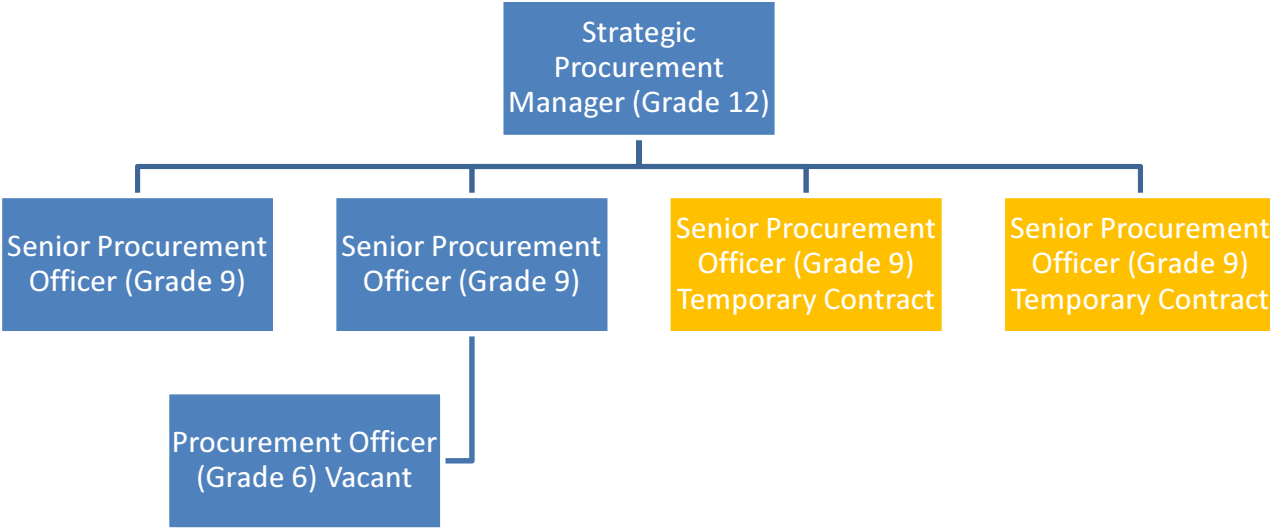 Strategic
Procurement
Manager (Grade 12)
Senior Procurement
Officer (Grade 9)
Senior Procurement
Officer (Grade 9)
Senior Procurement
Officer (Grade 9)
Temporary Contract
Senior Procurement
Officer (Grade 9)
Temporary Contract
Procurement Officer
(Grade 6) Vacant